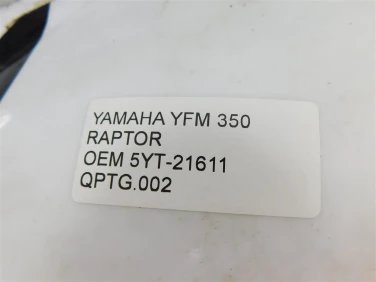 YAMAHA YFM 350
RAPTOR
OEM 5YT-21611
QPTG.002